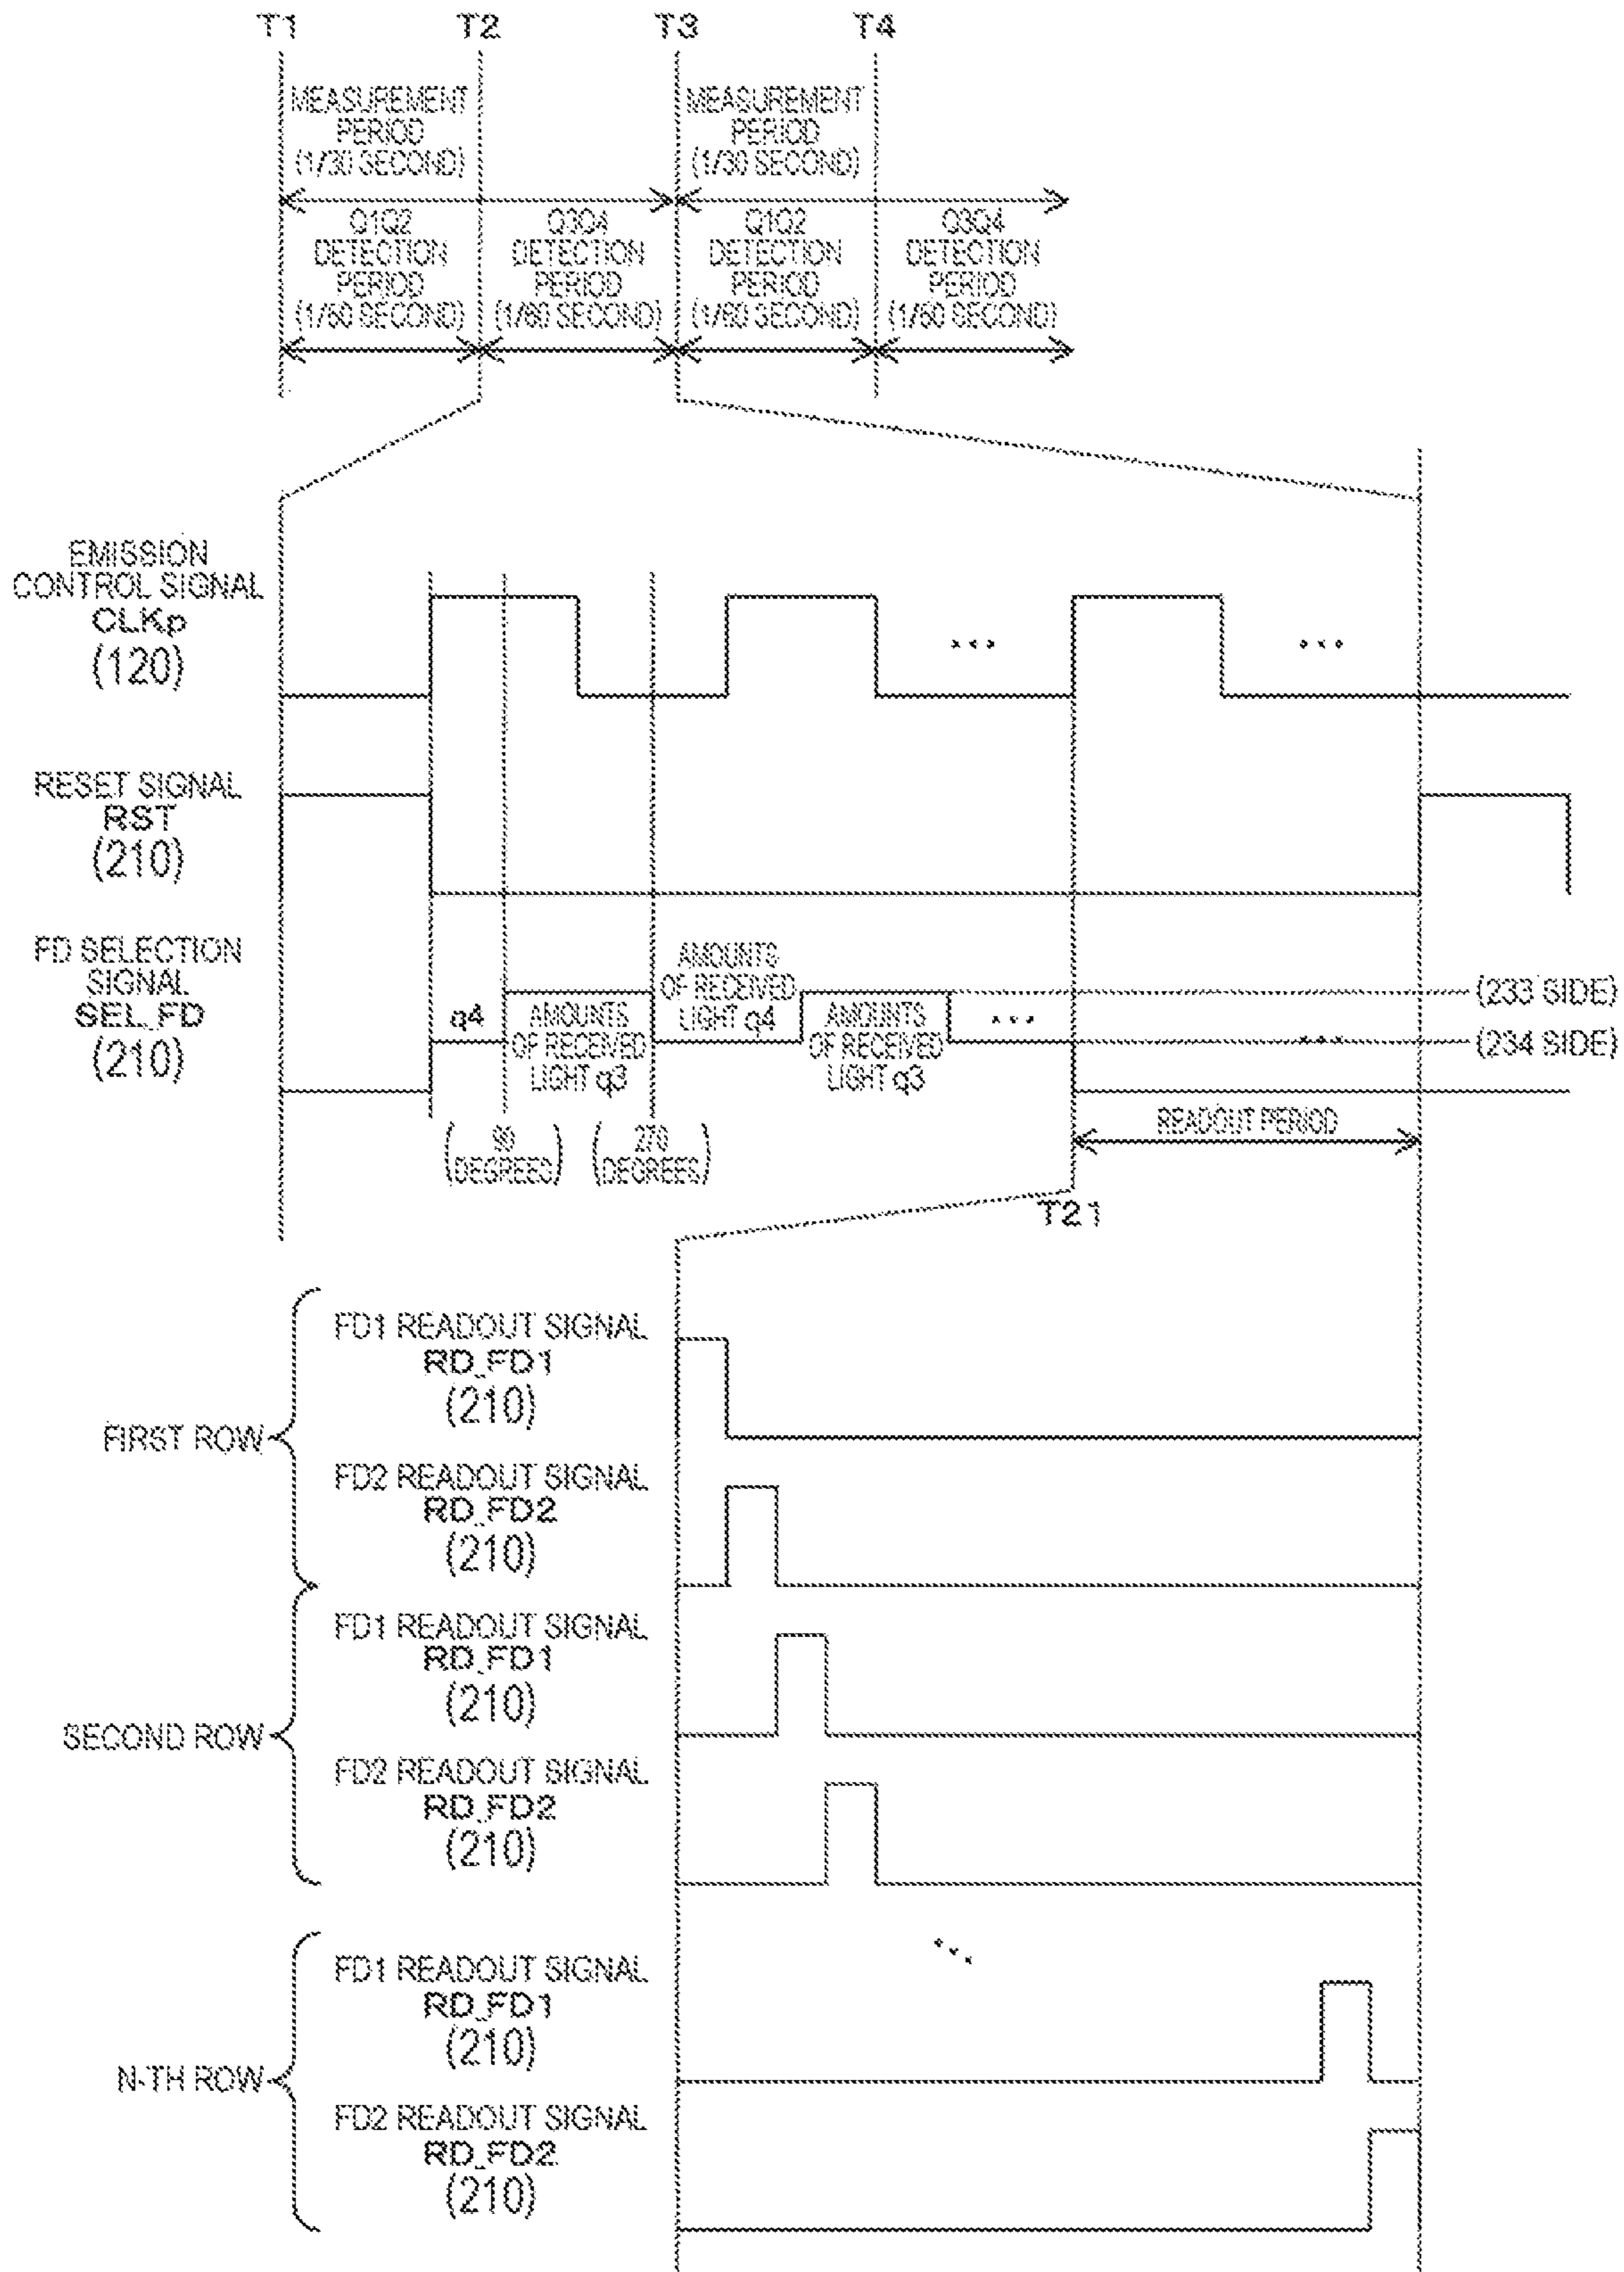 T1 T2 T3 T4
MEASUREMENT
PERIOD
(1/30 SECOND)
MEASUREMENT
PERIOD
(1/30 SECOND)
Q1Q2
DETECTION
PERIOD
(1/60 SECOND)
Q3Q4
DETECTION
PERIOD
(1/60 SECOND)
Q1Q2
DETECTION
PERIOD
(1/60 SECOND)
Q3Q4
DETECTION
PERIOD
(1/60 SECOND)
EMISSION
CONTROL SIGNAL
CLKp
(120)
...
...
RESET SIGNAL
RST
(210)
FD SELECTION
SIGNAL
SEL_FD
(210)
q4
AMOUNTS
OF RECEIVED
LIGHT q3
AMOUNTS
OF RECEIVED
LIGHT q4
AMOUNTS
OF RECEIVED
LIGHT q3
...
...
(233 SIDE)
(234 SIDE)
(90
DEGREES)
(270
DEGREES)
READOUT PERIOD
T21
FIRST ROW
FD1 READOUT SIGNAL
RD_FD1
(210)
FD2 READOUT SIGNAL
RD_FD2
(210)
SECOND ROW
FD1 READOUT SIGNAL
RD_FD1
(210)
FD2 READOUT SIGNAL
RD_FD2
(210)
...
N-TH ROW
FD1 READOUT SIGNAL
RD_FD1
(210)
FD2 READOUT SIGNAL
RD_FD2
(210)